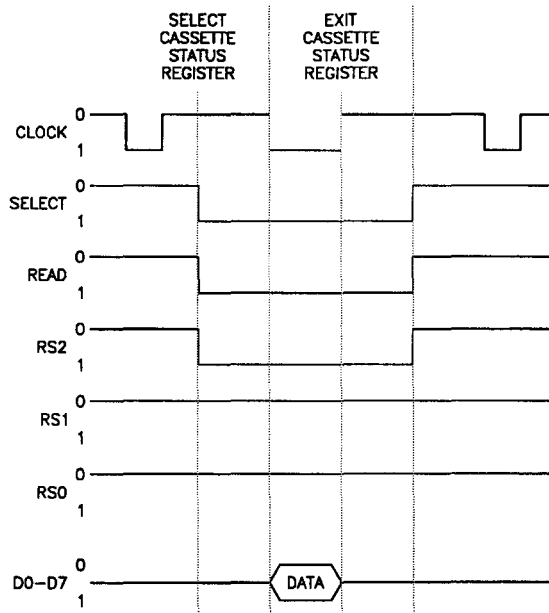 SELECT
CASSETTE
STATUS
REGISTER
EXIT
CASSETTE
STATUS
REGISTER
0
CLOCK
1
0
SELECT
1
0
READ
1
0
RS2
1
0
RS1
1
0
RS0
1
0
D0-D7
DATA
1